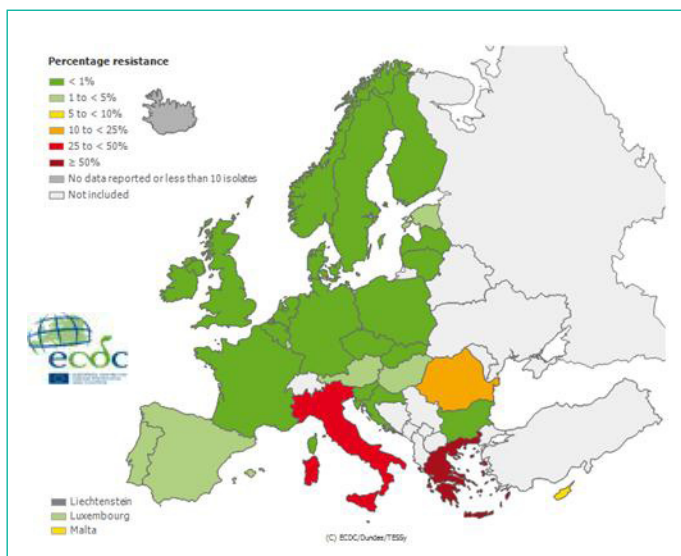 Percentage resistance
< 1%
1 to < 5%
5 to < 10%
10 to < 25%
25 to < 50%
≥ 50%
No data reported or less than 10 isolates
Not included
ecdc
Liechtenstein
Luxembourg
Malta
(C) ECDC/Dundee/TESSy